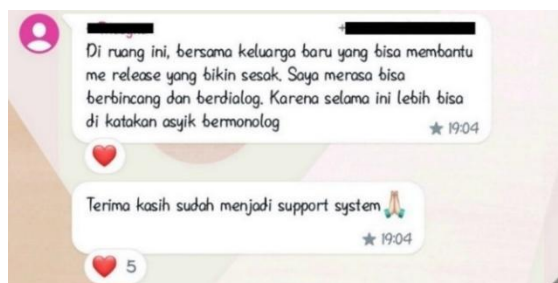 Di ruang ini, bersama keluarga baru yang bisa membantu
me release yang bikin sesak. Saya merasa bisa
berbincang dan berdialog. Karena selama ini lebih bisa
di katakan asyik bermonolog
19:04
Terima kasih sudah menjadi support system
19:04
5